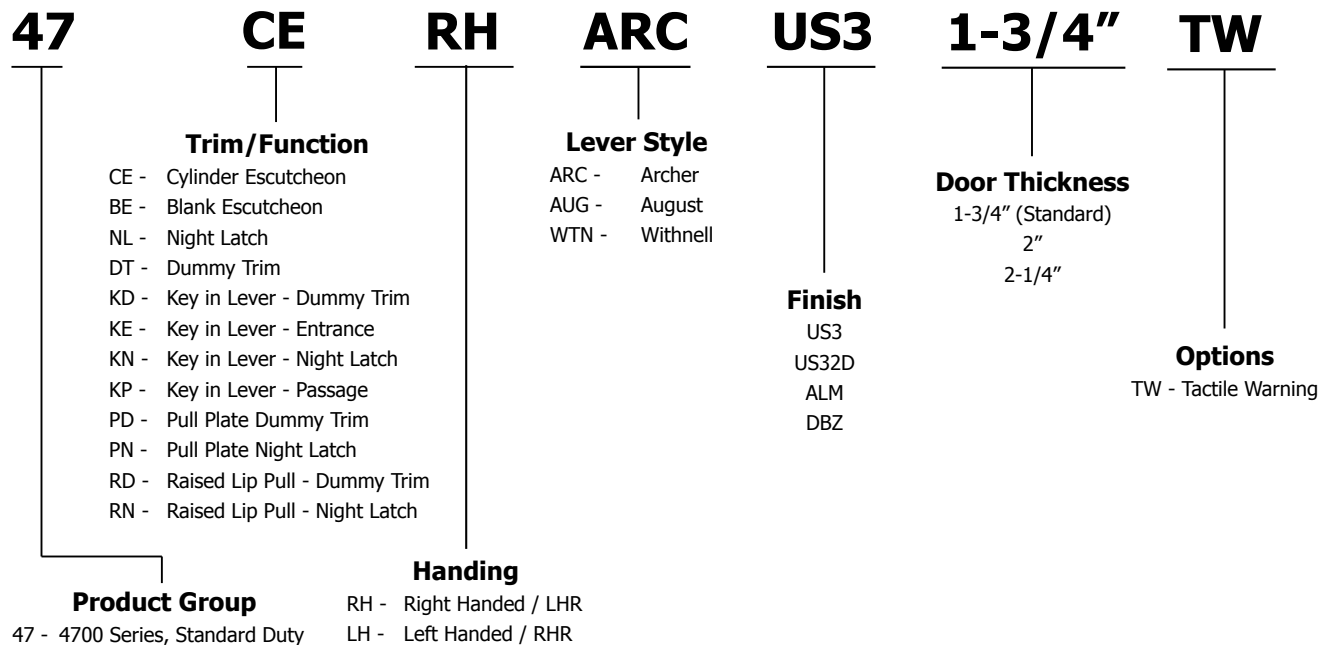 47 CE RH ARC US3 1-3/4″ TW
Trim/Function
CE - Cylinder Escutcheon
BE - Blank Escutcheon
NL - Night Latch
DT - Dummy Trim
KD - Key in Lever - Dummy Trim
KE - Key in Lever - Entrance
KN - Key in Lever - Night Latch
KP - Key in Lever - Passage
PD - Pull Plate Dummy Trim
PN - Pull Plate Night Latch
RD - Raised Lip Pull - Dummy Trim
RN - Raised Lip Pull - Night Latch
Lever Style
ARC - Archer
AUG - August
WTN - Withnell
Door Thickness
1-3/4″ (Standard)
2″
2-1/4″
Finish
US3
US32D
ALM
DBZ
Options
TW - Tactile Warning
Product Group
47 - 4700 Series, Standard Duty
Handing
RH - Right Handed / LHR
LH - Left Handed / RHR